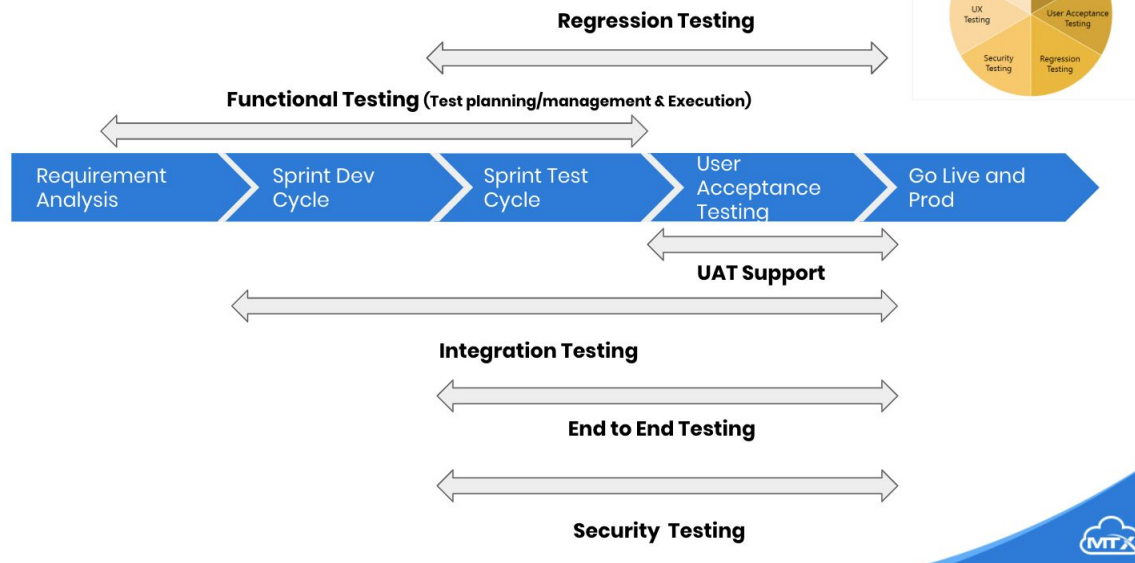 Regression Testing
UX
Testing
User Acceptance
Testing
Security
Testing
Regression
Testing
Functional Testing (Test planning/management & Execution)
Requirement
Analysis
Sprint Dev
Cycle
Sprint Test
Cycle
User
Acceptance
Testing
Go Live and
Prod
UAT Support
Integration Testing
End to End Testing
Security Testing
MTX